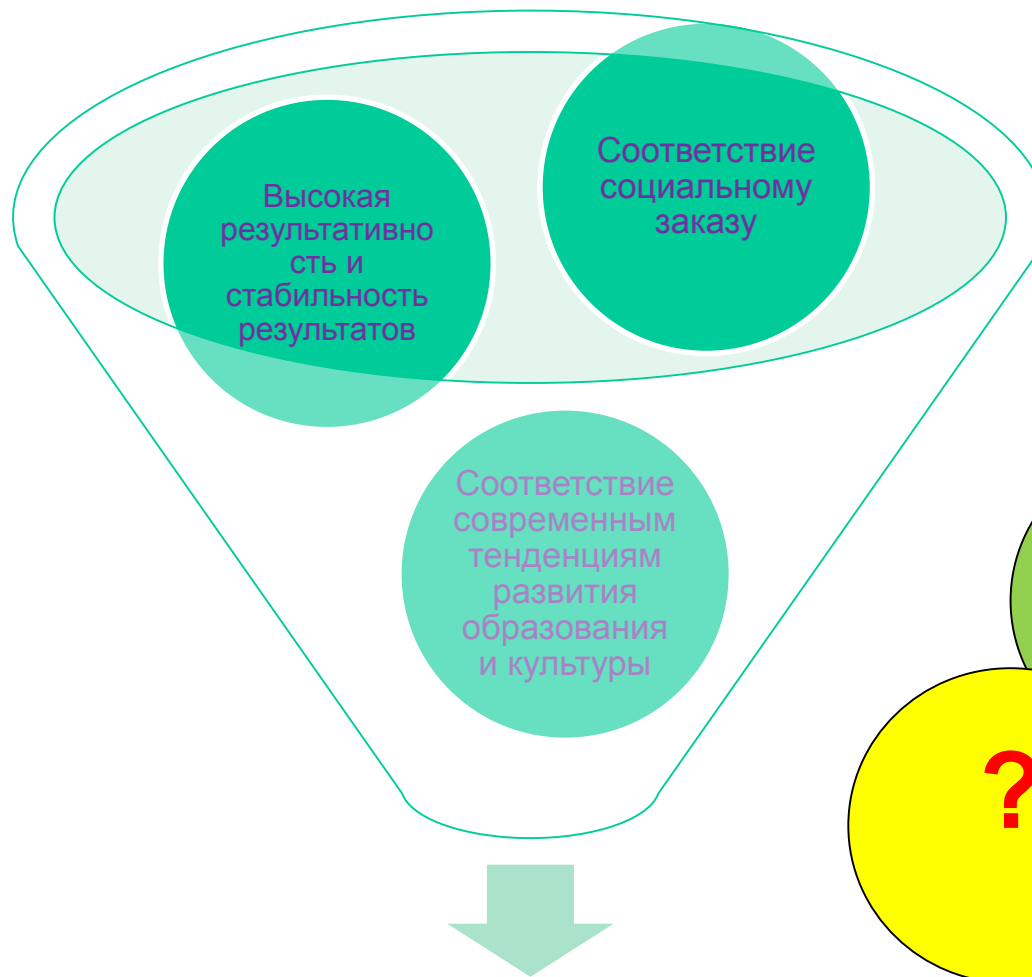 Высокая
результативно
сть и
стабильность
результатов
Соответствие
социальному
заказу
Соответствие
современным
тенденциям
развития
образования
и культуры
?